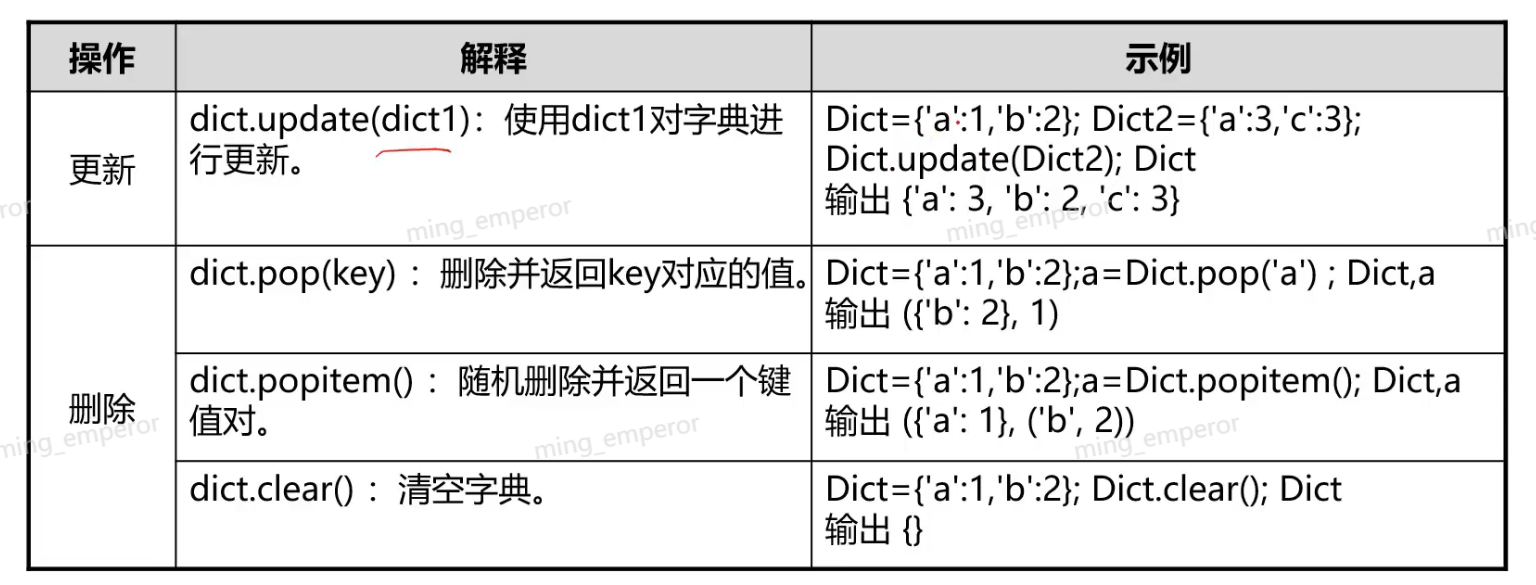 操作 解释 示例
更新
dict.update(dict1)：使用dict1对字典进
行更新。
Dict={'a':1,'b':2}; Dict2={'a':3,'c':3};
Dict.update(Dict2); Dict
输出 {'a': 3, 'b': 2, 'c': 3}
删除
dict.pop(key) ：删除并返回key对应的值。
Dict={'a':1,'b':2};a=Dict.pop('a') ; Dict,a
输出 ({'b': 2}, 1)
dict.popitem() ：随机删除并返回一个键
值对。
Dict={'a':1,'b':2};a=Dict.popitem(); Dict,a
输出 ({'a': 1}, ('b', 2))
dict.clear() ：清空字典。
Dict={'a':1,'b':2}; Dict.clear(); Dict
输出 {}
ming_emperor
ming_emperor
ming_emperor
ming_emperor
ming_emperor